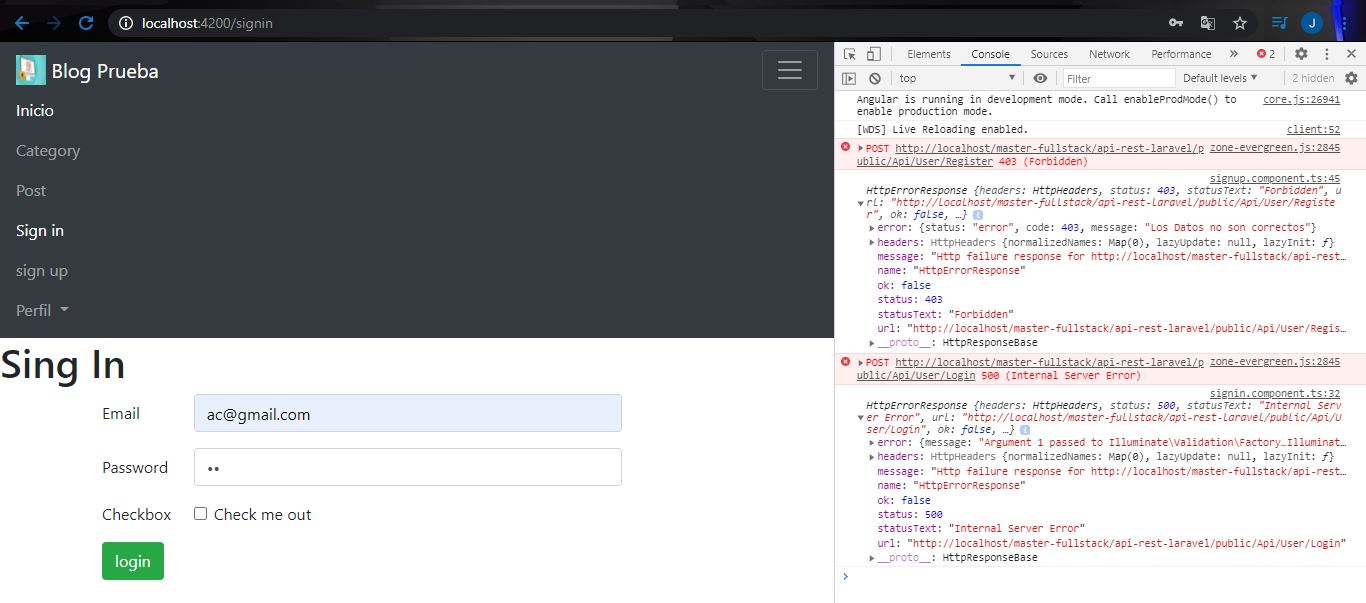 localhost:4200/signin
J
Blog Prueba
Inicio
Category
Post
Sign in
sign up
Perfil
Sing In
Email
ac@gmail.com
Password
••
Checkbox
Check me out
login
Elements Console Sources Network Performance » 2
top Filter Default levels 2 hidden
Angular is running in development mode. Call enableProdMode() to core.js:26941
enable production mode.
[WDS] Live Reloading enabled. client:52
POST http://localhost/master-fullstack/api-rest-laravel/p zone-evergreen.js:2845
ublic/Api/User/Register 403 (Forbidden)
signup.component.ts:45
HttpErrorResponse {headers: HttpHeaders, status: 403, statusText: "Forbidden", u
rl: "http://localhost/master-fullstack/api-rest-laravel/public/Api/User/Registe
r", ok: false, …}
error: {status: "error", code: 403, message: "Los Datos no son correctos"}
headers: HttpHeaders {normalizedNames: Map(0), lazyUpdate: null, lazyInit: ƒ}
message: "Http failure response for http://localhost/master-fullstack/api-rest…
name: "HttpErrorResponse"
ok: false
status: 403
statusText: "Forbidden"
url: "http://localhost/master-fullstack/api-rest-laravel/public/Api/User/Regis…
__proto__: HttpResponseBase
POST http://localhost/master-fullstack/api-rest-laravel/p zone-evergreen.js:2845
ublic/Api/User/Login 500 (Internal Server Error)
signin.component.ts:32
HttpErrorResponse {headers: HttpHeaders, status: 500, statusText: "Internal Serv
er Error", url: "http://localhost/master-fullstack/api-rest-laravel/public/Api/U
ser/Login", ok: false, …}
error: {message: "Argument 1 passed to Illuminate\Validation\Factory…Illuminat…
headers: HttpHeaders {normalizedNames: Map(0), lazyUpdate: null, lazyInit: ƒ}
message: "Http failure response for http://localhost/master-fullstack/api-rest…
name: "HttpErrorResponse"
ok: false
status: 500
statusText: "Internal Server Error"
url: "http://localhost/master-fullstack/api-rest-laravel/public/Api/User/Login"
__proto__: HttpResponseBase